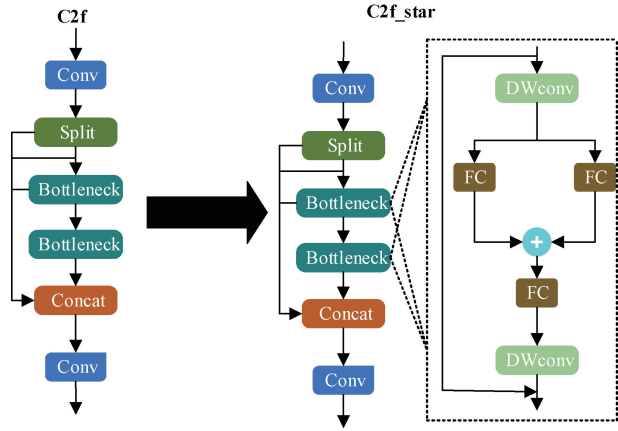 C2f
Conv
Split
Bottleneck
Bottleneck
Concat
Conv
C2f_star
Conv
Split
Bottleneck
Bottleneck
Concat
Conv
DWconv
FC
FC
+
FC
DWconv